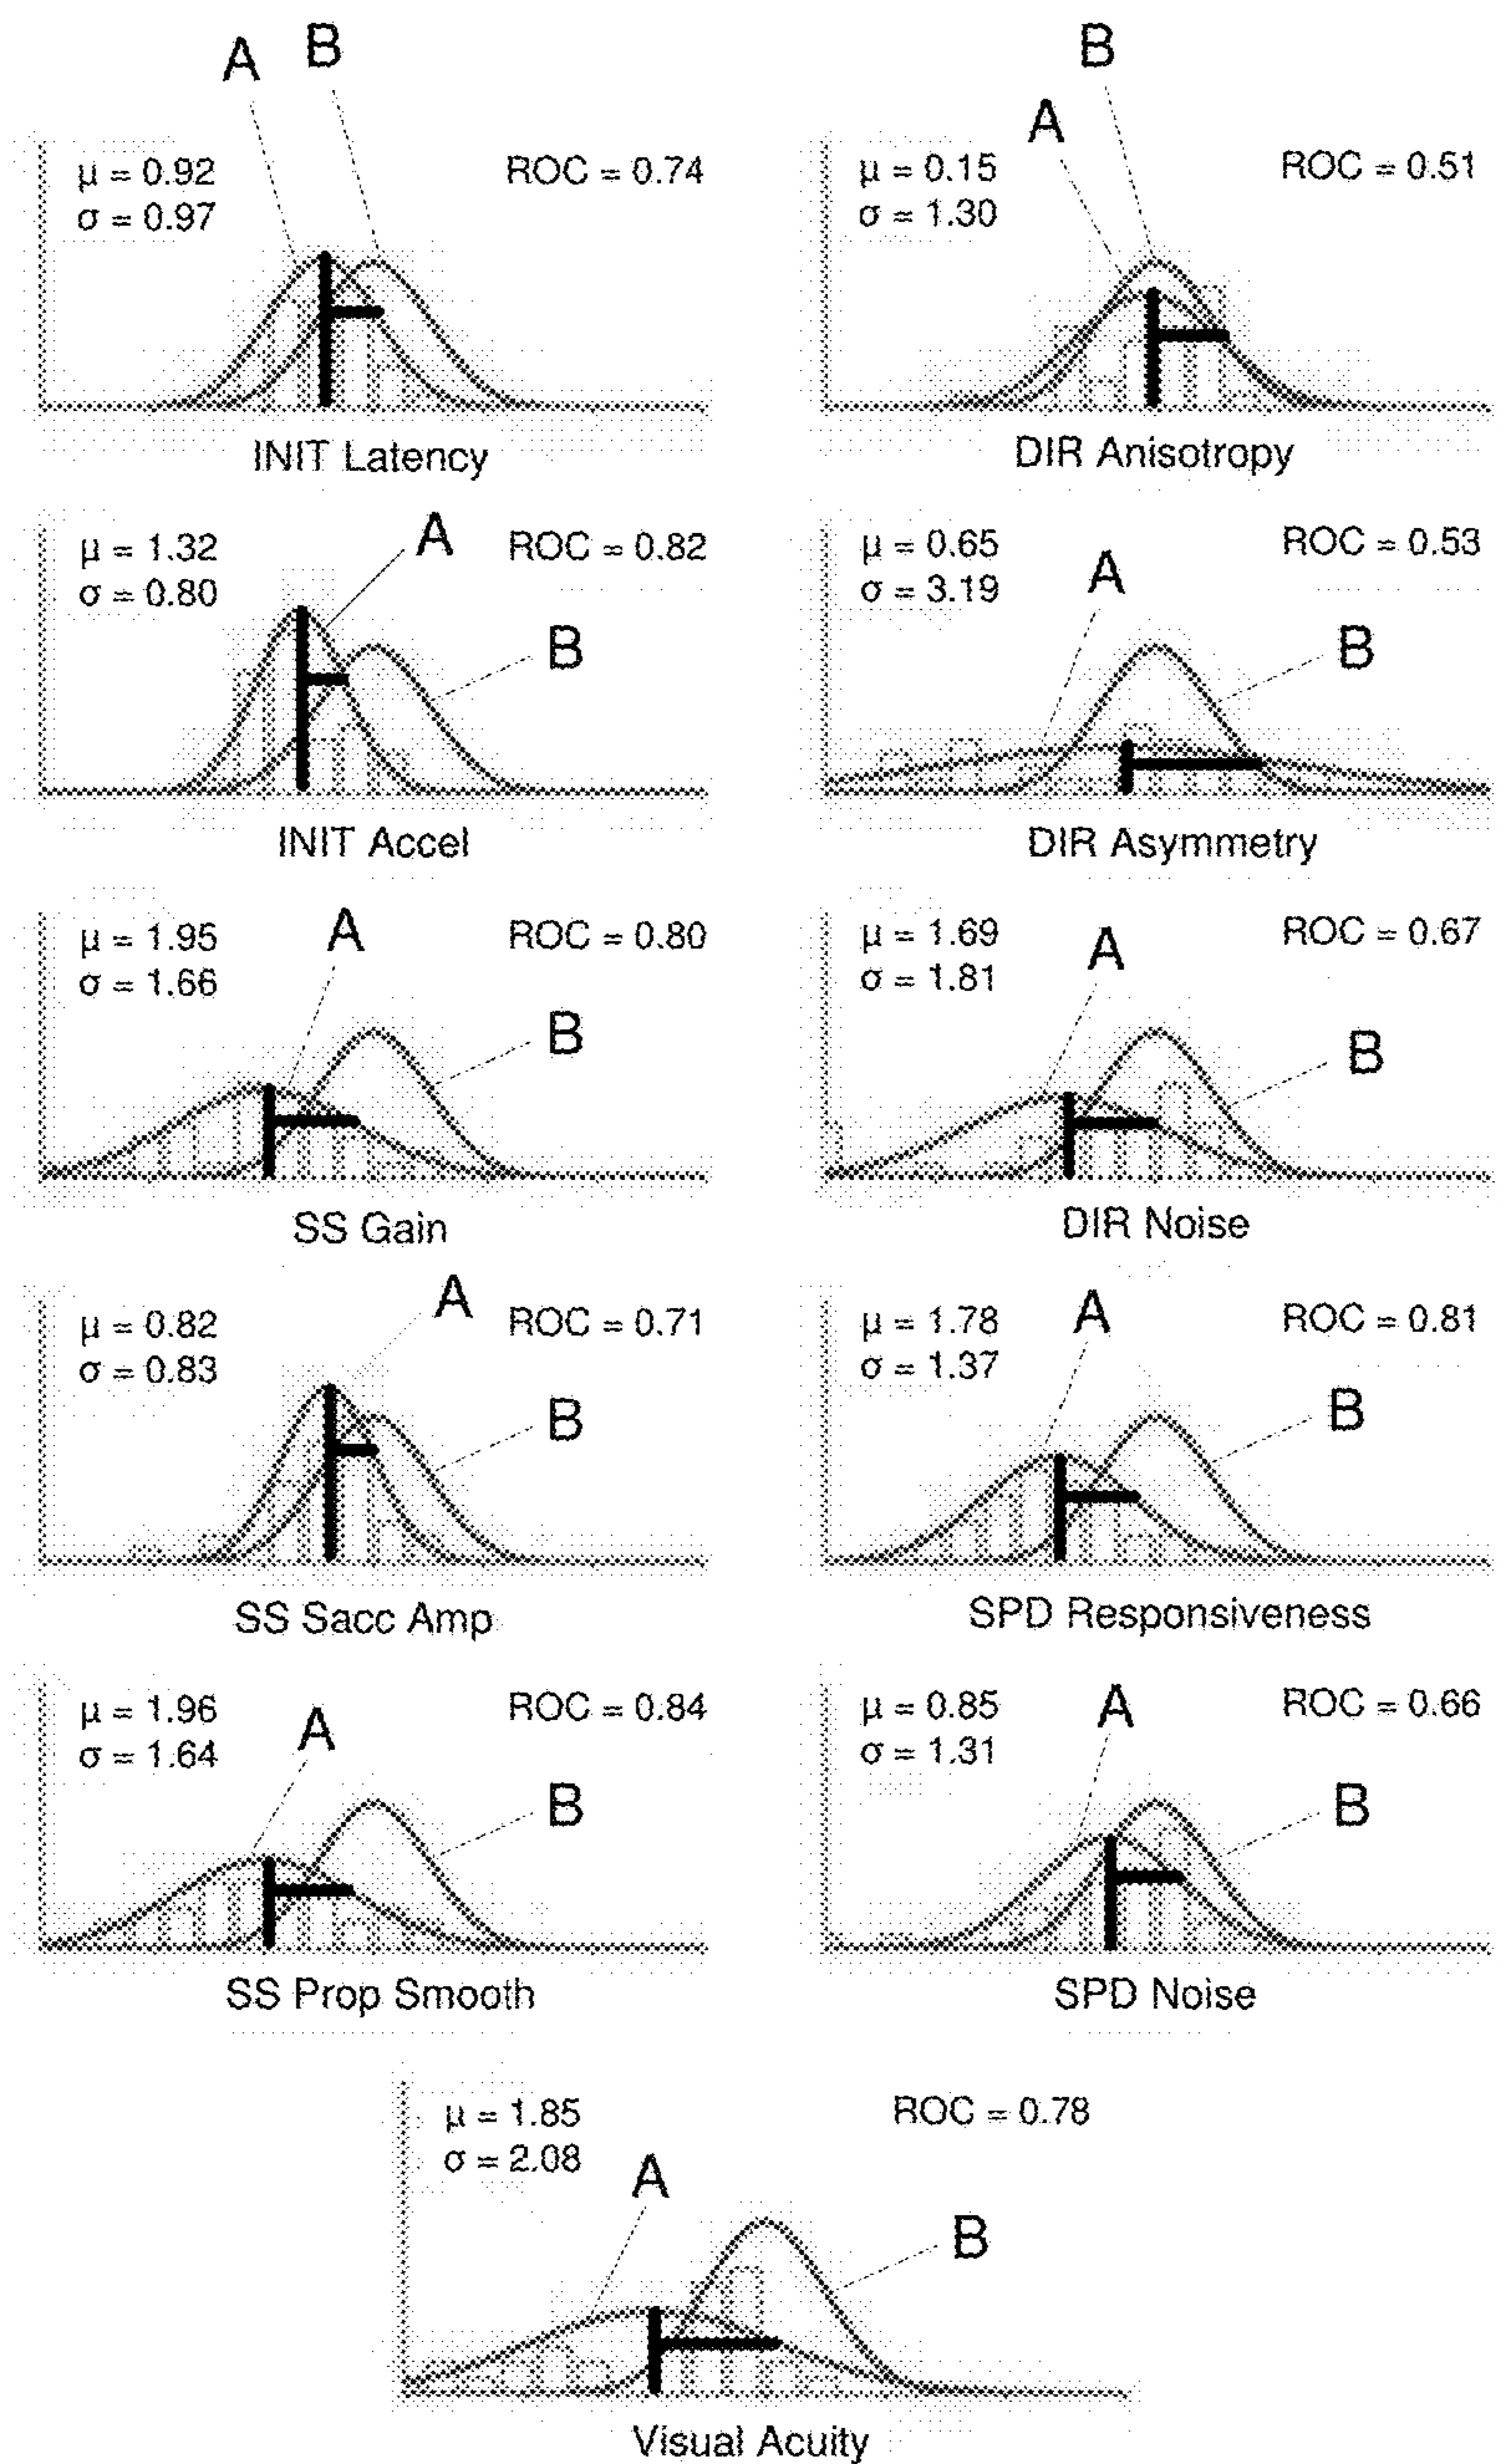 A B
μ = 0.92 ROC = 0.74
σ = 0.97
INIT Latency
B
A
μ = 0.15 ROC = 0.51
σ = 1.30
DIR Anisotropy
μ = 1.32 A ROC = 0.82
σ = 0.80
B
INIT Accel
μ = 0.65 ROC = 0.53
σ = 3.19 A
B
DIR Asymmetry
μ = 1.95 A ROC = 0.80
σ = 1.66
B
SS Gain
μ = 1.69 A ROC = 0.67
σ = 1.81
B
DIR Noise
A
μ = 0.82 ROC = 0.71
σ = 0.83
B
SS Sacc Amp
μ = 1.78 A ROC = 0.81
σ = 1.37
B
SPD Responsiveness
μ = 1.96 A ROC = 0.84
σ = 1.64
B
SS Prop Smooth
μ = 0.85 A ROC = 0.66
σ = 1.31
B
SPD Noise
μ = 1.85 ROC = 0.78
σ = 2.08 A
B
Visual Acuity